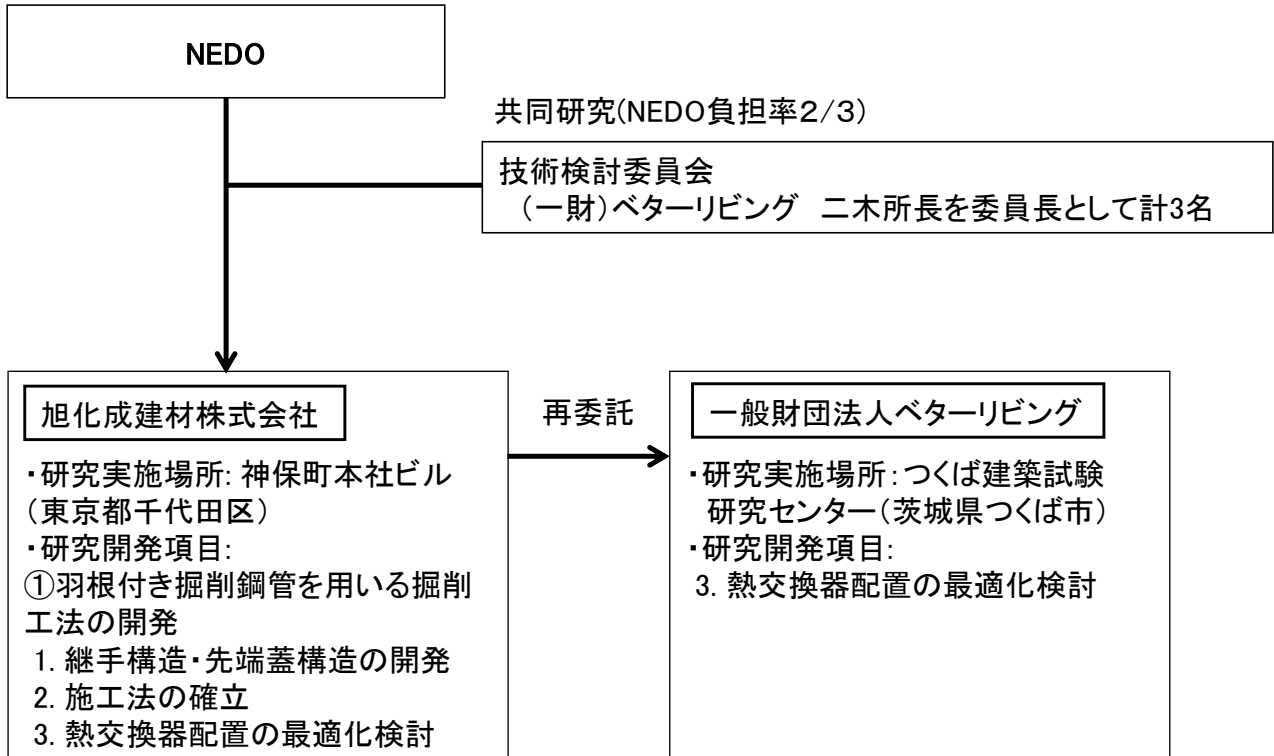 NEDO
共同研究(NEDO負担率2/3)
技術検討委員会
（一財）ベターリビング　二木所長を委員長として計3名
旭化成建材株式会社
・研究実施場所: 神保町本社ビル
（東京都千代田区）
・研究開発項目:
①羽根付き掘削鋼管を用いる掘削
工法の開発
1. 継手構造・先端蓋構造の開発
2. 施工法の確立
3. 熱交換器配置の最適化検討
再委託
一般財団法人ベターリビング
・研究実施場所：つくば建築試験
研究センター（茨城県つくば市）
・研究開発項目:
3. 熱交換器配置の最適化検討